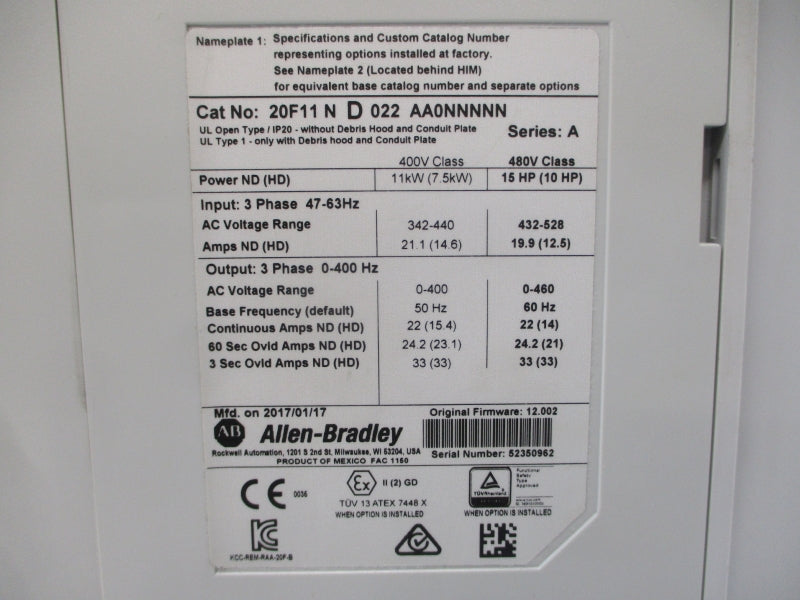 Nameplate 1: Specifications and Custom Catalog Number
representing options installed at factory.
See Nameplate 2 (Located behind HIM)
for equivalent base catalog number and separate options
Cat No: 20F11 N D 022 AA0NNNNN
UL Open Type / IP20 - without Debris Hood and Conduit Plate
UL Type 1 - only with Debris hood and Conduit Plate
Series: A
400V Class 480V Class
Power ND (HD) 11kW (7.5kW) 15 HP (10 HP)
Input: 3 Phase 47-63Hz
AC Voltage Range 342-440 432-528
Amps ND (HD) 21.1 (14.6) 19.9 (12.5)
Output: 3 Phase 0-400 Hz
AC Voltage Range 0-400 0-460
Base Frequency (default) 50 Hz 60 Hz
Continuous Amps ND (HD) 22 (15.4) 22 (14)
60 Sec Ovld Amps ND (HD) 24.2 (23.1) 24.2 (21)
3 Sec Ovld Amps ND (HD) 33 (33) 33 (33)
Mfd. on 2017/01/17 Original Firmware: 12.002
AB Allen-Bradley
Rockwell Automation, 1201 S 2nd St, Milwaukee, WI 53204, USA
Serial Number: 52350962
PRODUCT OF MEXICO FAC 1160
CE 0035
Ex II (2) GD
TÜV 13 ATEX 7448 X
WHEN OPTION IS INSTALLED
TÜVRheinland
Functional
Safety
Type
Approved
WHEN OPTION IS INSTALLED
KCC-REM-RAA-20F-B